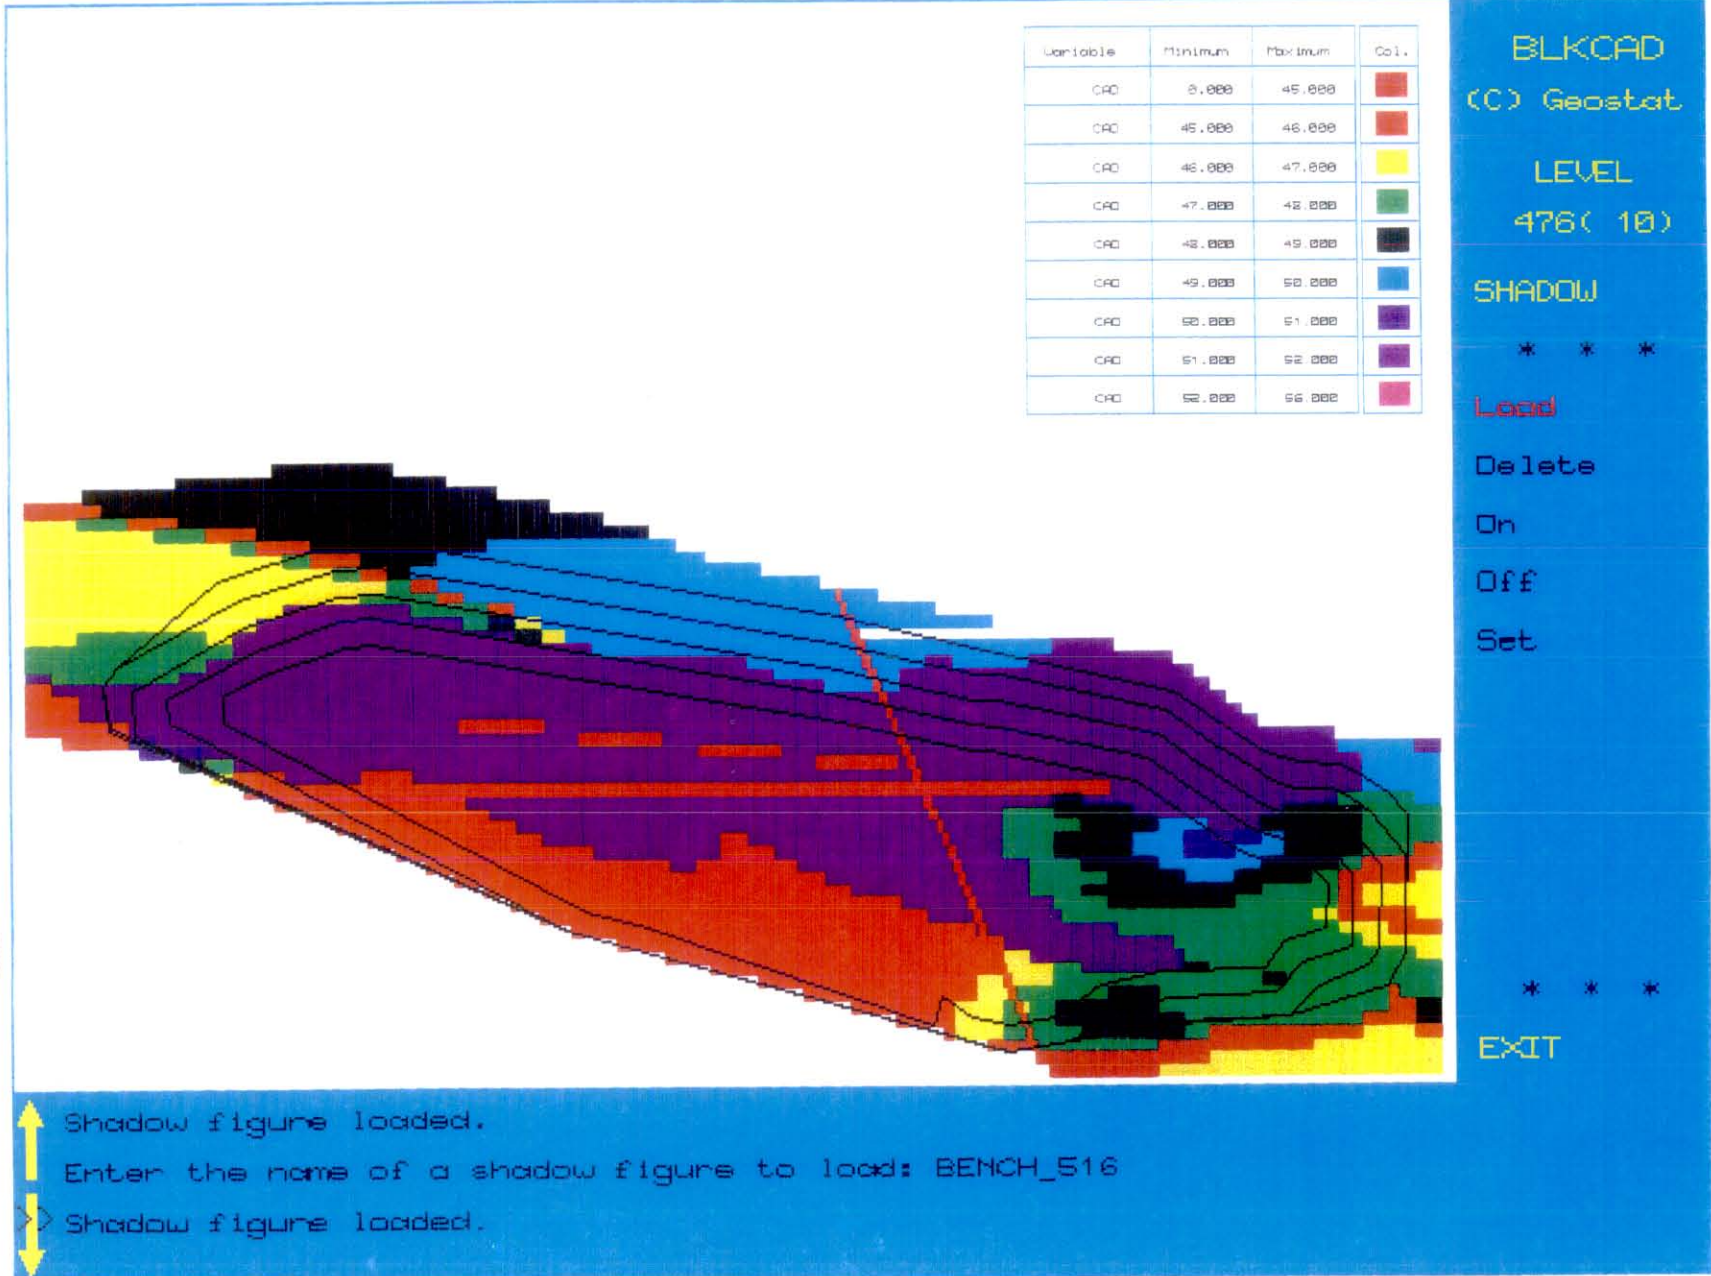 Variable Minimum Maximum Col.
CAO 0.000 45.000
CAO 45.000 46.000
CAO 46.000 47.000
CAO 47.000 48.000
CAO 48.000 49.000
CAO 49.000 50.000
CAO 50.000 51.000
CAO 51.000 52.000
CAO 52.000 56.000
BLKCAD
(C) Geostat
LEVEL
476( 10)
SHADOW
* * *
Load
Delete
On
Off
Set
* * *
EXIT
Shadow figure loaded.
Enter the name of a shadow figure to load: BENCH_516
>> Shadow figure loaded.